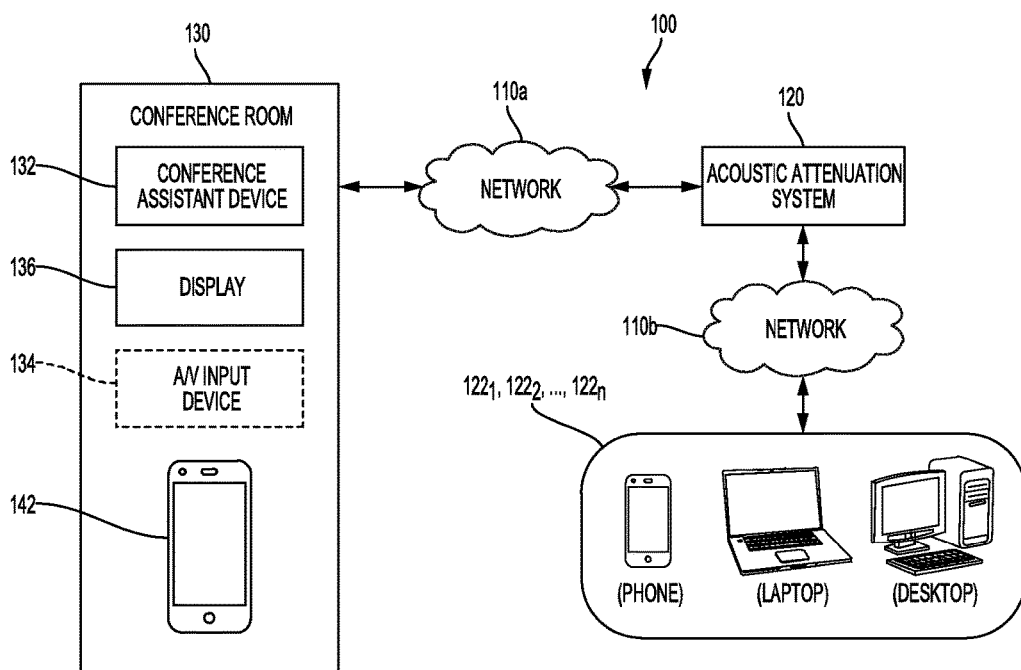 130
100
CONFERENCE ROOM
132
CONFERENCE
ASSISTANT DEVICE
136
DISPLAY
134
A/V INPUT
DEVICE
142
110a
NETWORK
120
ACOUSTIC ATTENUATION
SYSTEM
110b
NETWORK
122₁, 122₂, ..., 122ₙ
(PHONE)
(LAPTOP)
(DESKTOP)